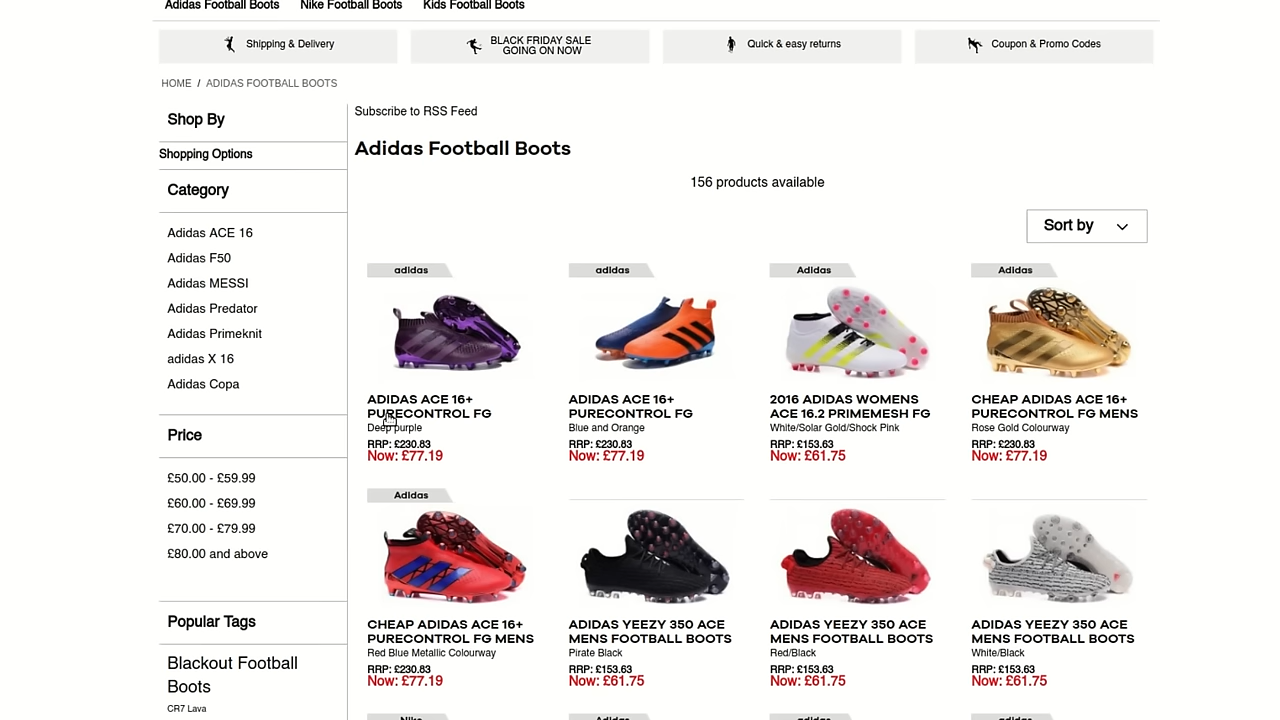 Adidas Football Boots
Nike Football Boots
Kids Football Boots
Shipping & Delivery
BLACK FRIDAY SALE
GOING ON NOW
Quick & easy returns
Coupon & Promo Codes
HOME / ADIDAS FOOTBALL BOOTS
Shop By
Shopping Options
Category
Adidas ACE 16
Adidas F50
Adidas MESSI
Adidas Predator
Adidas Primeknit
adidas X 16
Adidas Copa
Price
£50.00 - £59.99
£60.00 - £69.99
£70.00 - £79.99
£80.00 and above
Popular Tags
Blackout Football
Boots
CR7 Lava
Subscribe to RSS Feed
Adidas Football Boots
156 products available
Sort by
adidas
ADIDAS ACE 16+
PURECONTROL FG
Deep purple
RRP: £230.83
Now: £77.19
adidas
ADIDAS ACE 16+
PURECONTROL FG
Blue and Orange
RRP: £230.83
Now: £77.19
Adidas
2016 ADIDAS WOMENS
ACE 16.2 PRIMEMESH FG
White/Solar Gold/Shock Pink
RRP: £153.63
Now: £61.75
Adidas
CHEAP ADIDAS ACE 16+
PURECONTROL FG MENS
Rose Gold Colourway
RRP: £230.83
Now: £77.19
Adidas
CHEAP ADIDAS ACE 16+
PURECONTROL FG MENS
Red Blue Metallic Colourway
RRP: £230.83
Now: £77.19
ADIDAS YEEZY 350 ACE
MENS FOOTBALL BOOTS
Pirate Black
RRP: £153.63
Now: £61.75
ADIDAS YEEZY 350 ACE
MENS FOOTBALL BOOTS
Red/Black
RRP: £153.63
Now: £61.75
ADIDAS YEEZY 350 ACE
MENS FOOTBALL BOOTS
White/Black
RRP: £153.63
Now: £61.75
Nike
Adidas
adidas
Adidas